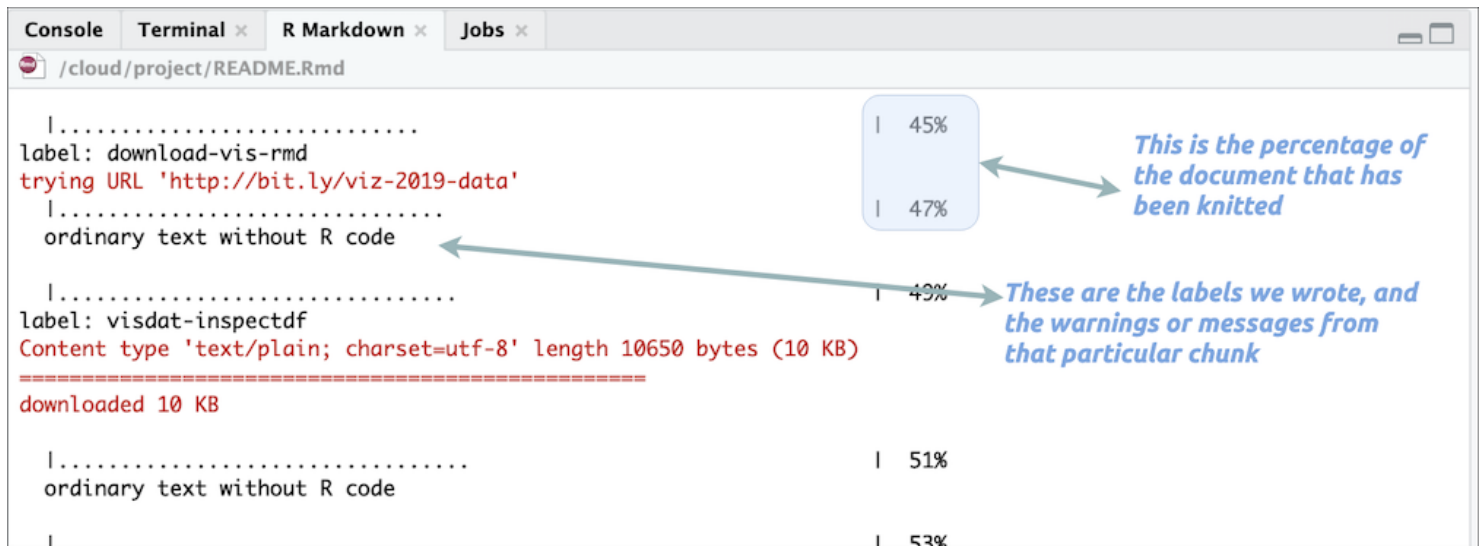 Console Terminal × R Markdown × Jobs ×
Rmd /cloud/project/README.Rmd
|............................. | 45%
label: download-vis-rmd
trying URL 'http://bit.ly/viz-2019-data'
|............................... | 47%
ordinary text without R code
|................................ | 49%
label: visdat-inspectdf
Content type 'text/plain; charset=utf-8' length 10650 bytes (10 KB)
==================================================
downloaded 10 KB
|................................. | 51%
ordinary text without R code
| | 53%
This is the percentage of
the document that has
been knitted
These are the labels we wrote, and
the warnings or messages from
that particular chunk